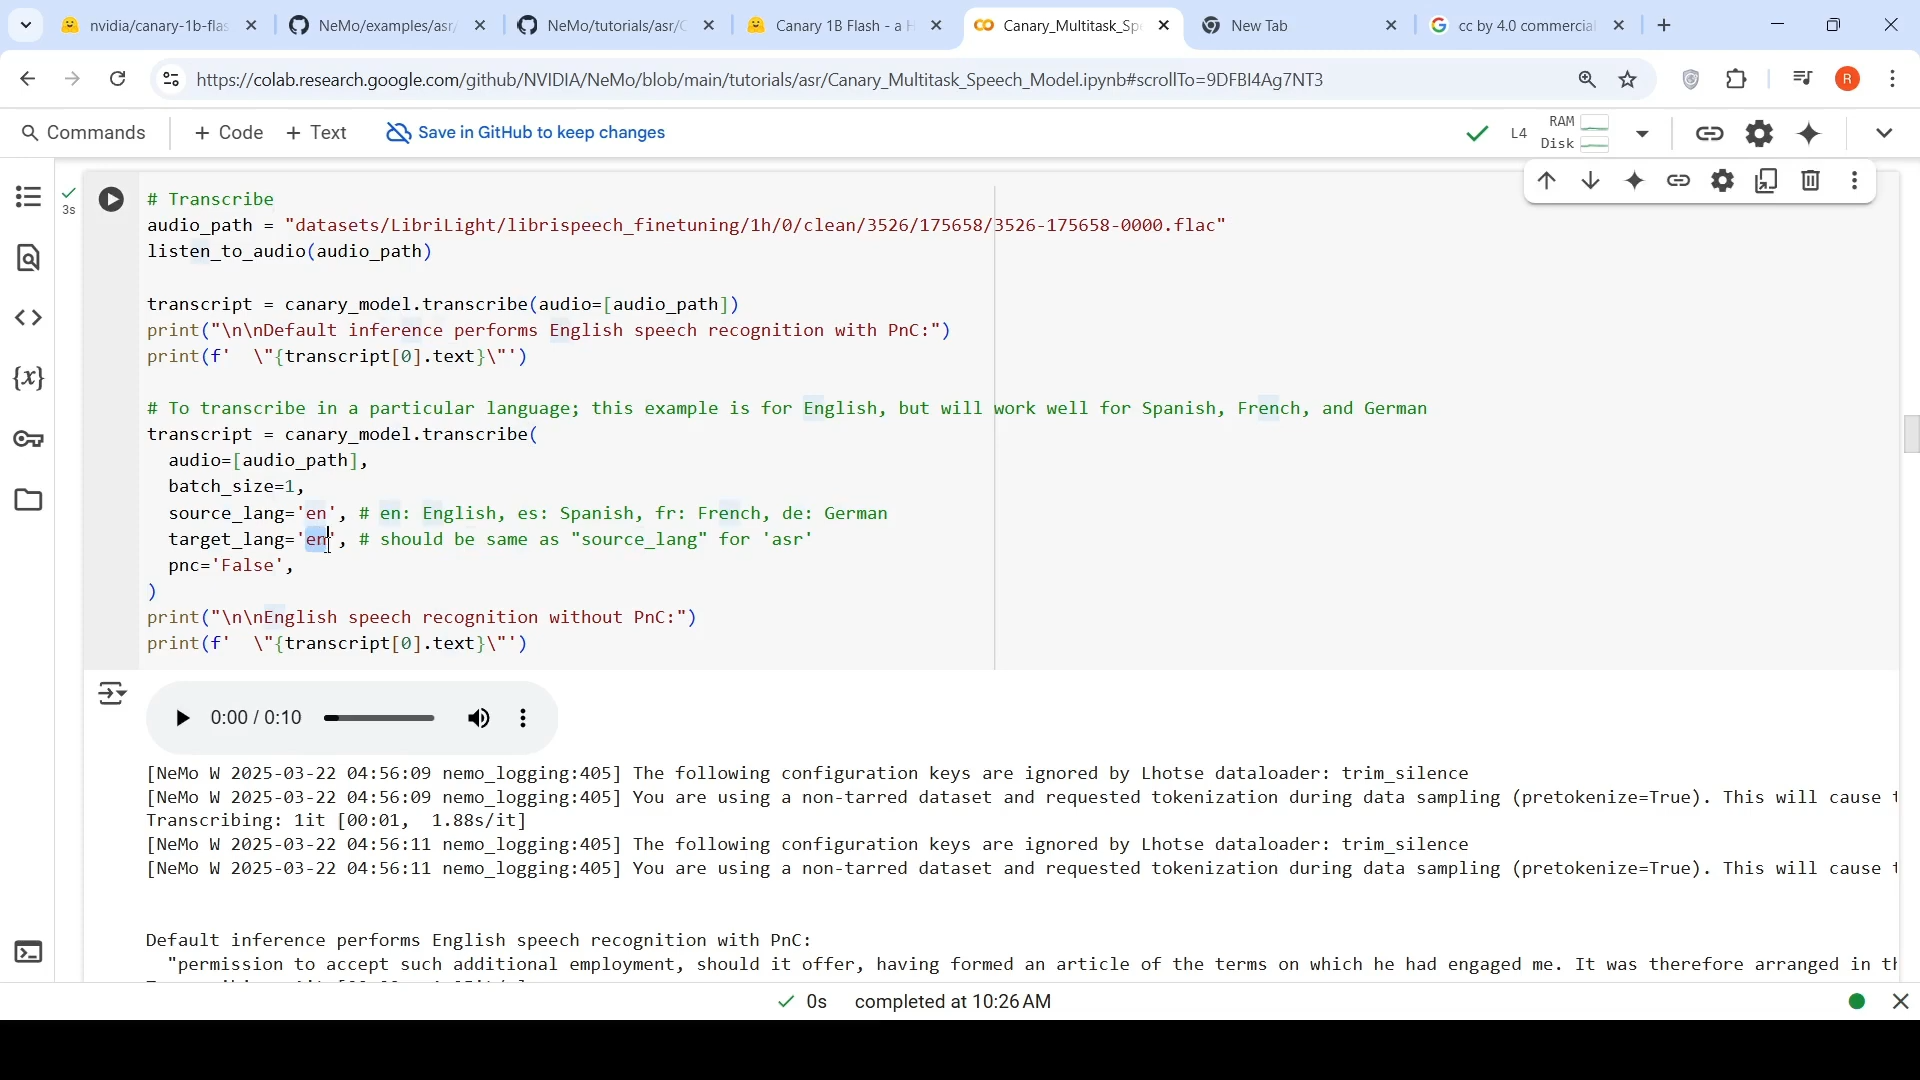 nvidia/canary-1b-flas
NeMo/examples/asr/
NeMo/tutorials/asr/C
Canary 1B Flash - a H
Canary_Multitask_Spe
New Tab
cc by 4.0 commercial
https://colab.research.google.com/github/NVIDIA/NeMo/blob/main/tutorials/asr/Canary_Multitask_Speech_Model.ipynb#scrollTo=9DFBI4Ag7NT3
R
Commands
+ Code
+ Text
Save in GitHub to keep changes
L4
RAM
Disk
3s
# Transcribe
audio_path = "datasets/LibriLight/librispeech_finetuning/1h/0/clean/3526/175658/3526-175658-0000.flac"
listen_to_audio(audio_path)
transcript = canary_model.transcribe(audio=[audio_path])
print("\n\nDefault inference performs English speech recognition with PnC:")
print(f'  \"{transcript[0].text}\"')
# To transcribe in a particular language; this example is for English, but will work well for Spanish, French, and German
transcript = canary_model.transcribe(
  audio=[audio_path],
  batch_size=1,
  source_lang='en', # en: English, es: Spanish, fr: French, de: German
  target_lang='en', # should be same as "source_lang" for 'asr'
  pnc='False',
)
print("\n\nEnglish speech recognition without PnC:")
print(f'  \"{transcript[0].text}\"')
0:00 / 0:10
[NeMo W 2025-03-22 04:56:09 nemo_logging:405] The following configuration keys are ignored by Lhotse dataloader: trim_silence
[NeMo W 2025-03-22 04:56:09 nemo_logging:405] You are using a non-tarred dataset and requested tokenization during data sampling (pretokenize=True). This will cause t
Transcribing: 1it [00:01,  1.88s/it]
[NeMo W 2025-03-22 04:56:11 nemo_logging:405] The following configuration keys are ignored by Lhotse dataloader: trim_silence
[NeMo W 2025-03-22 04:56:11 nemo_logging:405] You are using a non-tarred dataset and requested tokenization during data sampling (pretokenize=True). This will cause t
Default inference performs English speech recognition with PnC:
  "permission to accept such additional employment, should it offer, having formed an article of the terms on which he had engaged me. It was therefore arranged in th
0s
completed at 10:26 AM